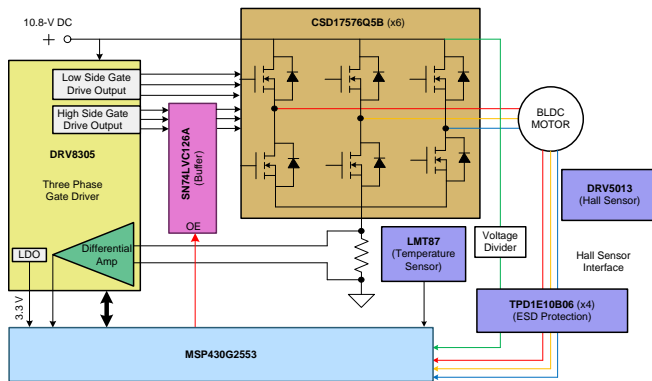 10.8-V DC
+
CSD17576Q5B (x6)
Low Side Gate
Drive Output
High Side Gate
Drive Output
DRV8305
Three Phase
Gate Driver
SN74LVC126A
(Buffer)
OE
BLDC
MOTOR
DRV5013
(Hall Sensor)
LDO
Differential
Amp
LMT87
(Temperature
Sensor)
Voltage
Divider
Hall Sensor
Interface
3.3 V
TPD1E10B06 (x4)
(ESD Protection)
MSP430G2553